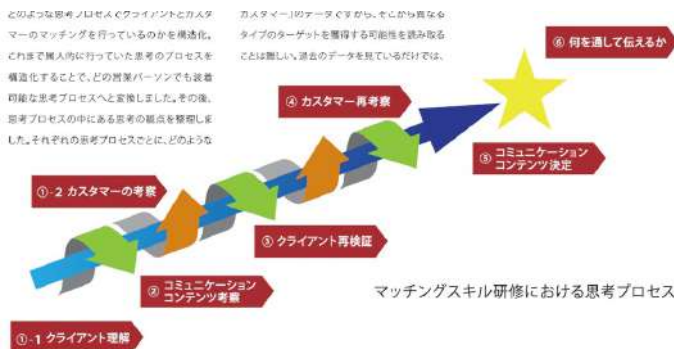 どのような思考プロセスでクライアントとカスタ
マーのマッチングを行っているのかを構造化。
これまで属人的に行っていた思考のプロセスを
構造化することで、どの営業パーソンでも装着
可能な思考プロセスへと変換しました。その後、
思考プロセスの中にある思考の観点を整理しま
した。それぞれの思考プロセスごとに、どのような
カスタマー」のデータですから、そこから異なる
タイプのターゲットを獲得する可能性を読み取る
ことは難しい。過去のデータを見ているだけでは、
⑥ 何を通して伝えるか
④ カスタマー再考察
⑤ コミュニケーション
コンテンツ決定
①-2 カスタマーの考察
③ クライアント再検証
② コミュニケーション
コンテンツ考察
マッチングスキル研修における思考プロセス
①-1 クライアント理解